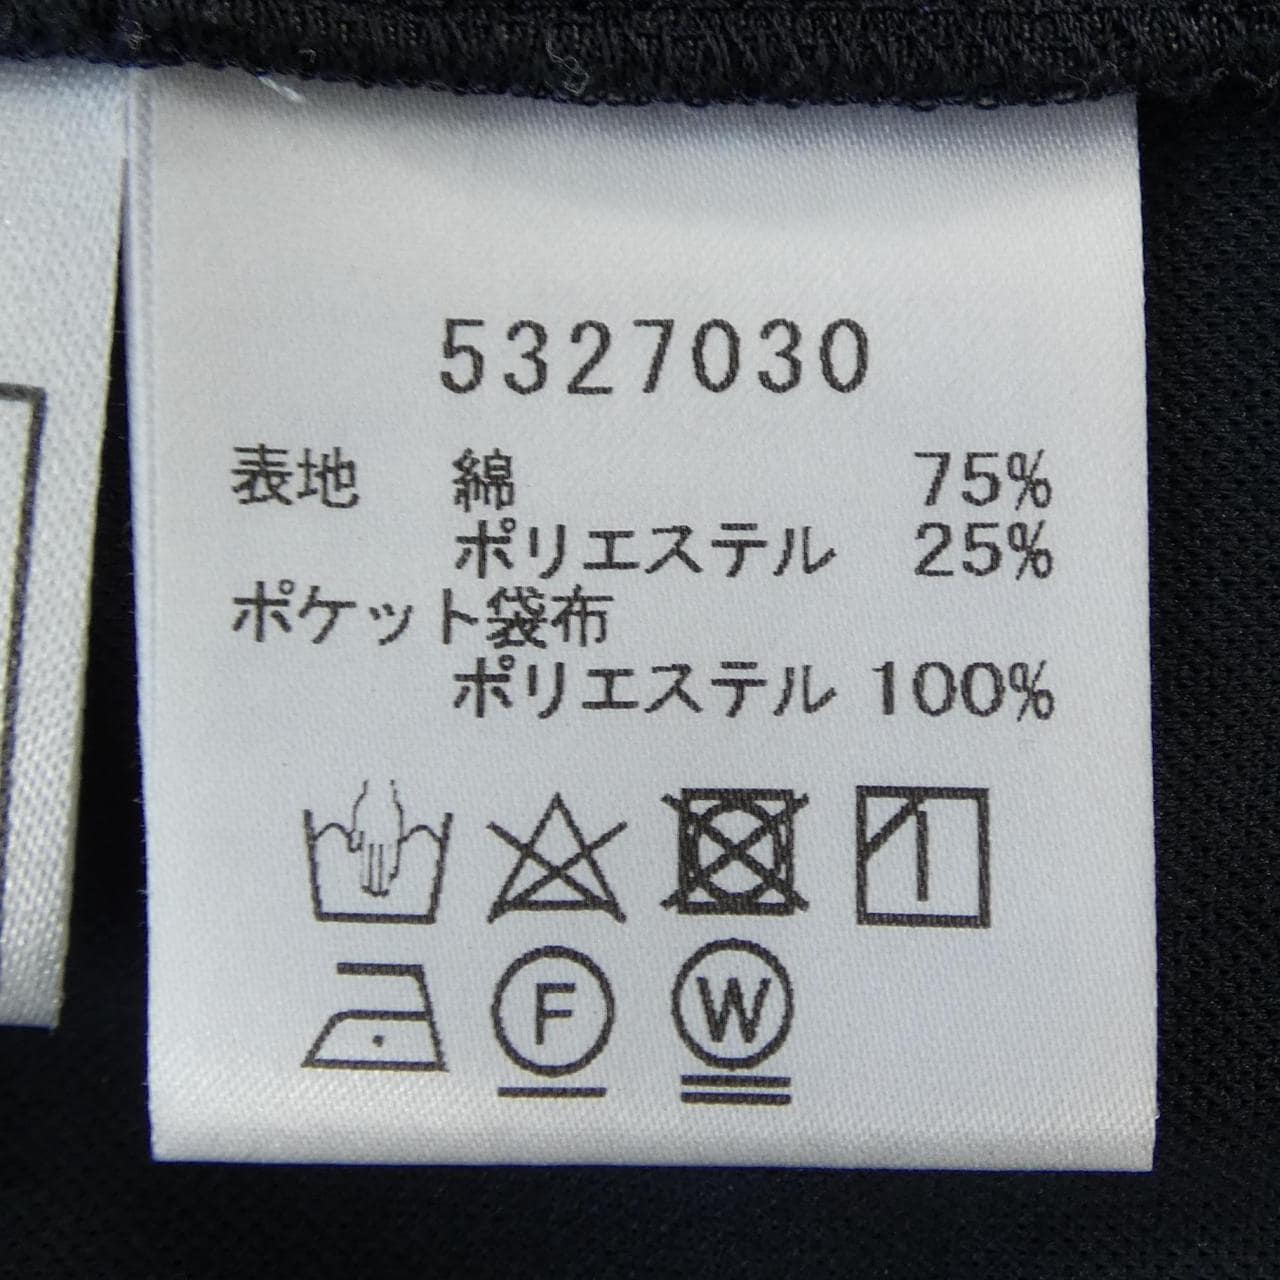 5327030
表地 綿 75%
ポリエステル 25%
ポケット袋布
ポリエステル 100%
F W